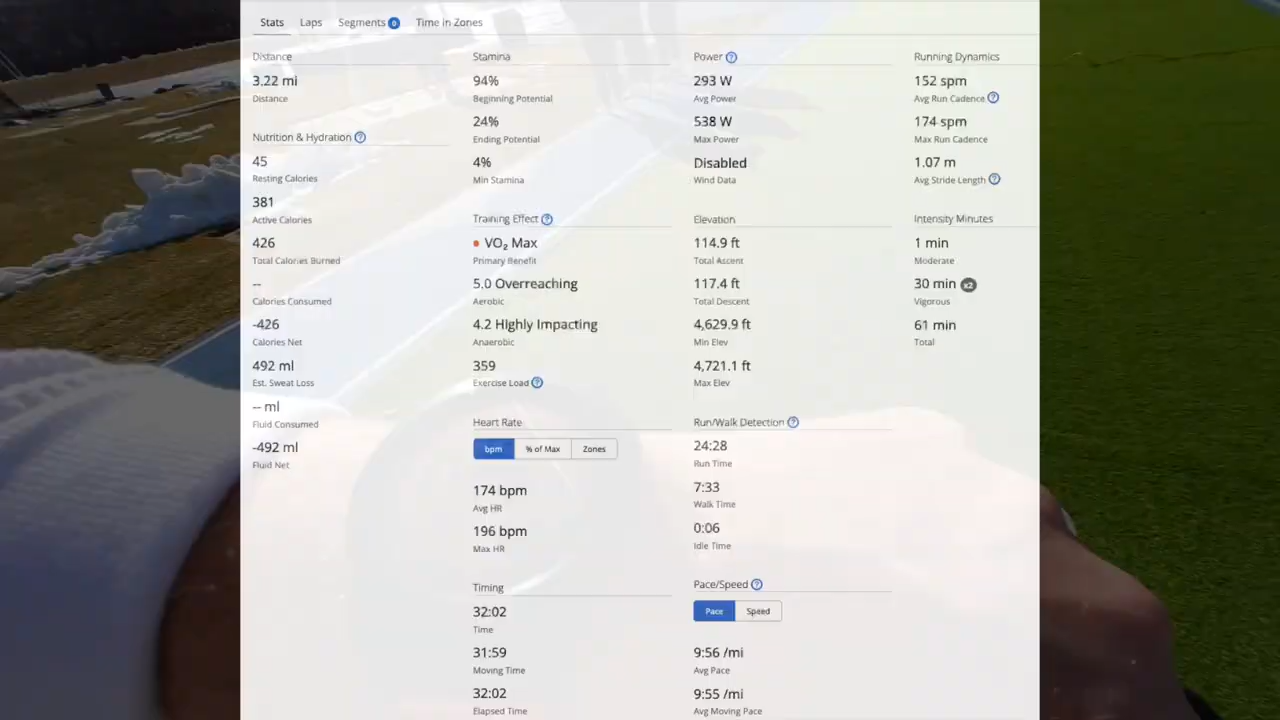 Stats Laps Segments 0 Time in Zones
Distance
3.22 mi
Distance
Nutrition & Hydration ?
45
Resting Calories
381
Active Calories
426
Total Calories Burned
--
Calories Consumed
-426
Calories Net
492 ml
Est. Sweat Loss
-- ml
Fluid Consumed
-492 ml
Fluid Net
Stamina
94%
Beginning Potential
24%
Ending Potential
4%
Min Stamina
Training Effect ?
VO₂ Max
Primary Benefit
5.0 Overreaching
Aerobic
4.2 Highly Impacting
Anaerobic
359
Exercise Load ?
Heart Rate
bpm % of Max Zones
174 bpm
Avg HR
196 bpm
Max HR
Timing
32:02
Time
31:59
Moving Time
32:02
Elapsed Time
Power ?
293 W
Avg Power
538 W
Max Power
Disabled
Wind Data
Elevation
114.9 ft
Total Ascent
117.4 ft
Total Descent
4,629.9 ft
Min Elev
4,721.1 ft
Max Elev
Run/Walk Detection ?
24:28
Run Time
7:33
Walk Time
0:06
Idle Time
Pace/Speed ?
Pace Speed
9:56 /mi
Avg Pace
9:55 /mi
Avg Moving Pace
Running Dynamics
152 spm
Avg Run Cadence ?
174 spm
Max Run Cadence
1.07 m
Avg Stride Length ?
Intensity Minutes
1 min
Moderate
30 min x2
Vigorous
61 min
Total